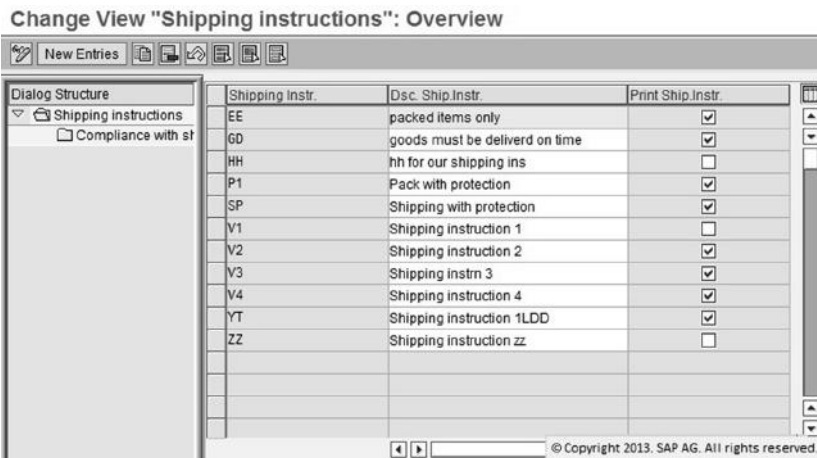 Change View "Shipping instructions": Overview
New Entries
Dialog Structure
Shipping instructions
Compliance with sh
Shipping Instr. Dsc. Ship.Instr. Print Ship.Instr.
EE packed items only
GD goods must be deliverd on time
HH hh for our shipping ins
P1 Pack with protection
SP Shipping with protection
V1 Shipping instruction 1
V2 Shipping instruction 2
V3 Shipping instrn 3
V4 Shipping instruction 4
YT Shipping instruction 1LDD
ZZ Shipping instruction zz
© Copyright 2013. SAP AG. All rights reserved.